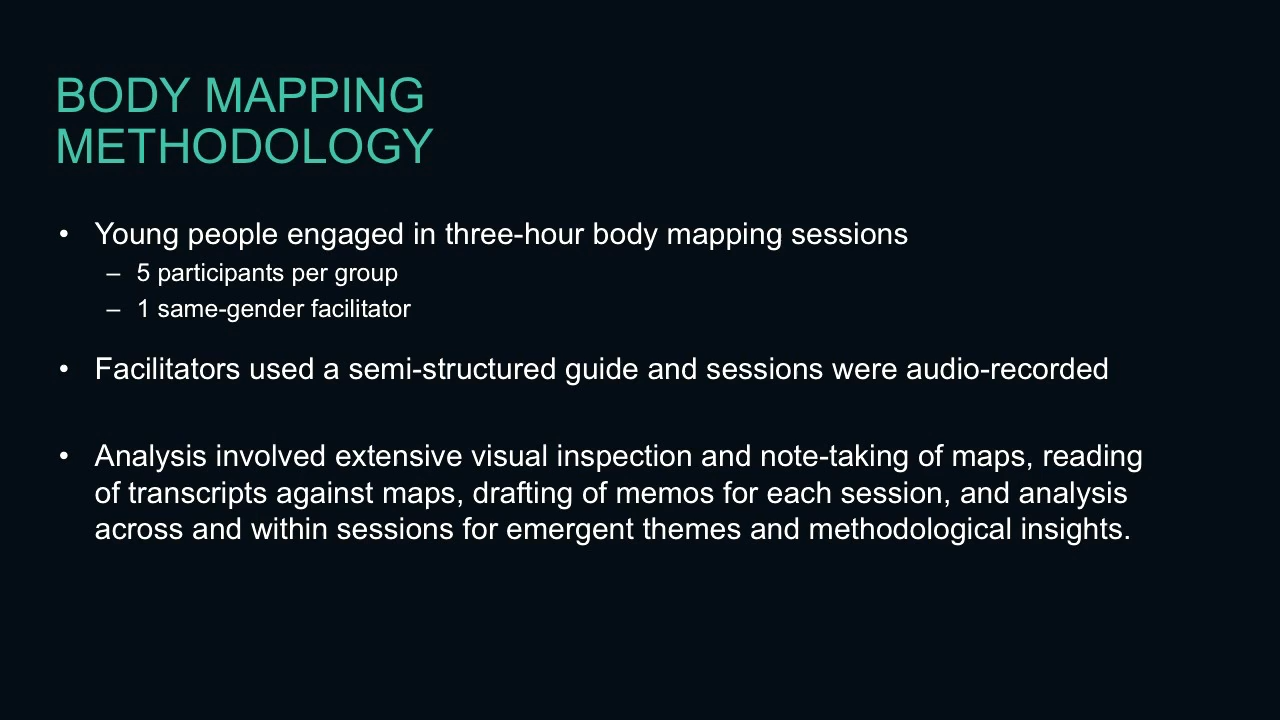 BODY MAPPING
METHODOLOGY
• Young people engaged in three-hour body mapping sessions
– 5 participants per group
– 1 same-gender facilitator
• Facilitators used a semi-structured guide and sessions were audio-recorded
• Analysis involved extensive visual inspection and note-taking of maps, reading
of transcripts against maps, drafting of memos for each session, and analysis
across and within sessions for emergent themes and methodological insights.